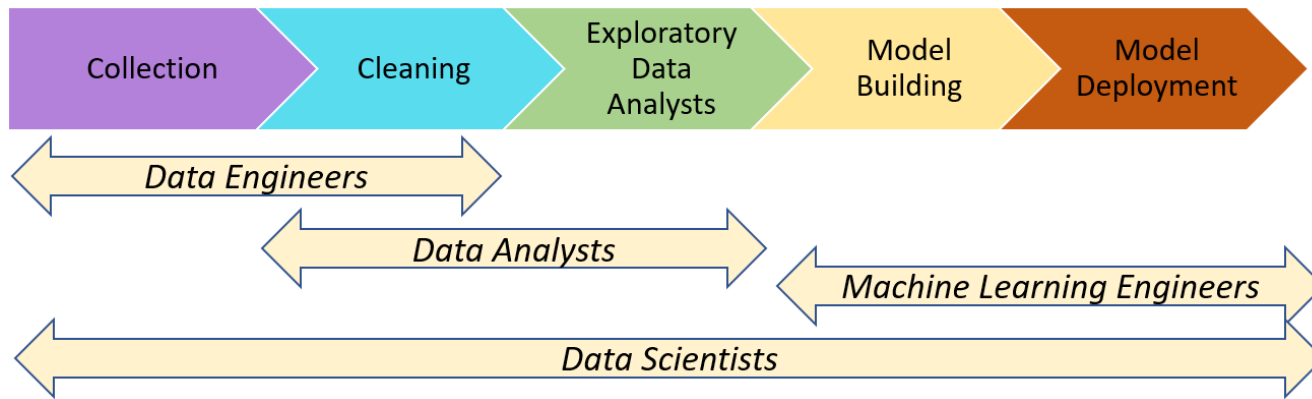 Collection
Cleaning
Exploratory
Data
Analysts
Model
Building
Model
Deployment
Data Engineers
Data Analysts
Machine Learning Engineers
Data Scientists